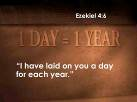 Ezekiel 4:6
1 DAY = 1 YEAR
"I have laid on you a day
for each year."